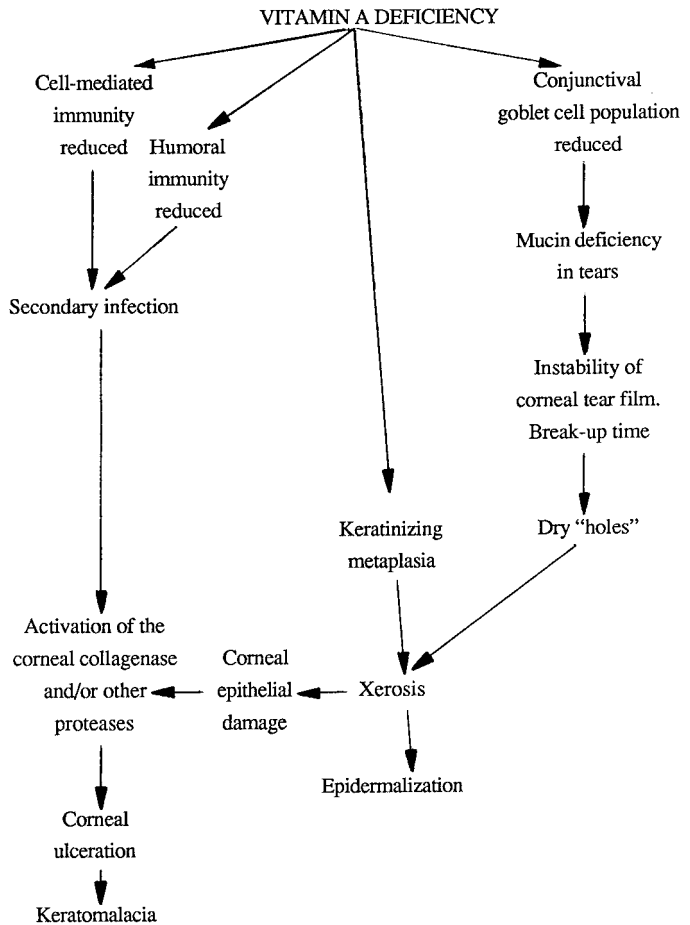 VITAMIN A DEFICIENCY
Cell-mediated
immunity
reduced
Humoral
immunity
reduced
Conjunctival
goblet cell population
reduced
Mucin deficiency
in tears
Secondary infection
Instability of
corneal tear film.
Break-up time
Keratinizing
metaplasia
Dry “holes”
Activation of the
corneal collagenase
and/or other
proteases
Corneal
epithelial
damage
Xerosis
Epidermalization
Corneal
ulceration
Keratomalacia